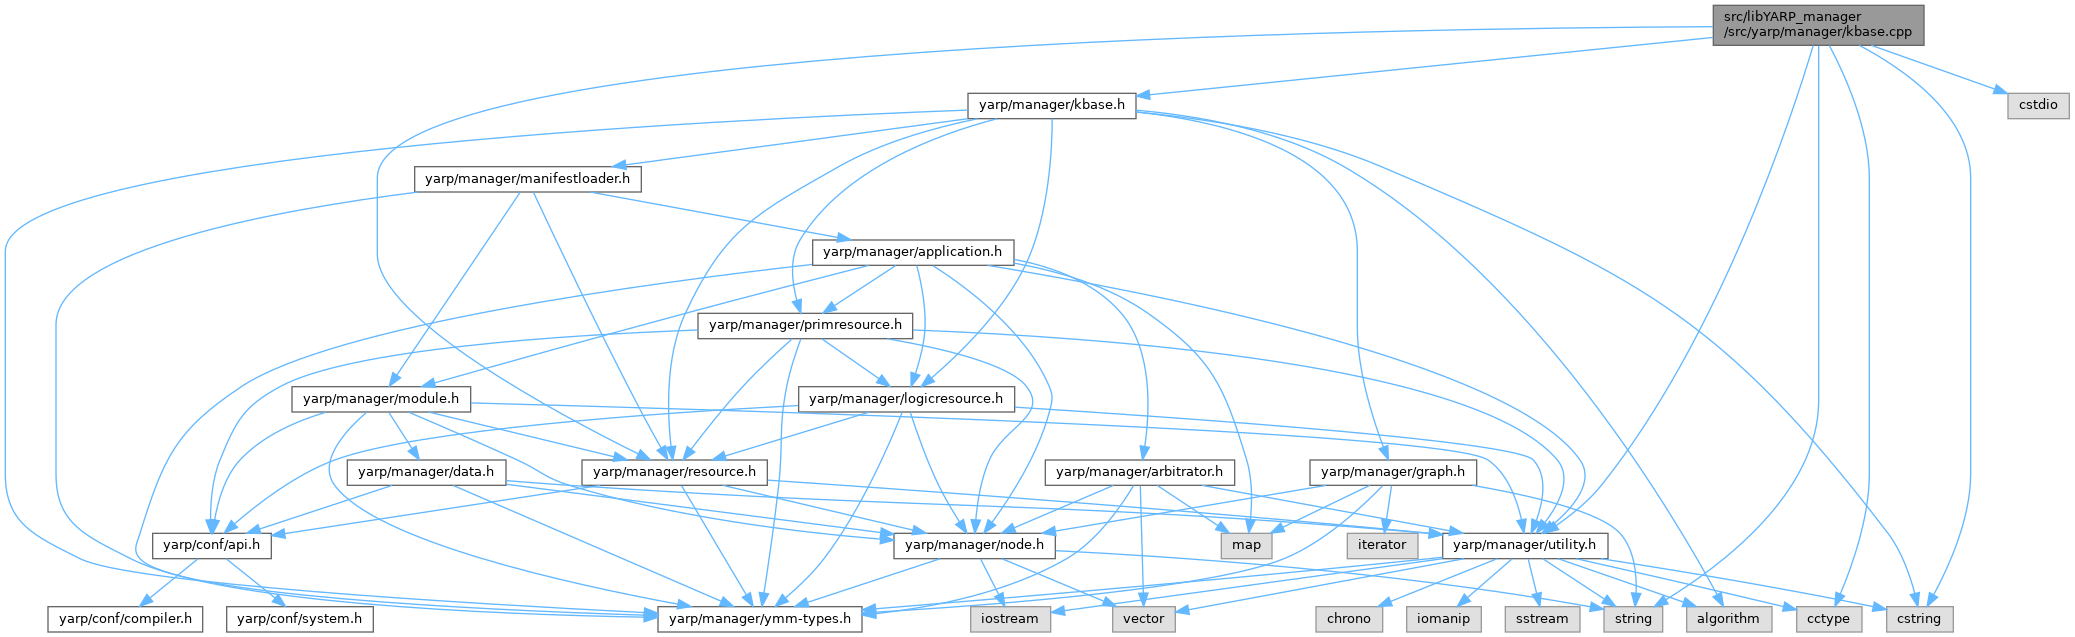 src/libYARP_manager
/src/yarp/manager/kbase.cpp
yarp/manager/kbase.h
cstdio
yarp/manager/manifestloader.h
yarp/manager/application.h
yarp/manager/primresource.h
yarp/manager/module.h
yarp/manager/logicresource.h
yarp/manager/data.h
yarp/manager/resource.h
yarp/manager/arbitrator.h
yarp/manager/graph.h
yarp/conf/api.h
yarp/manager/node.h
map
iterator
yarp/manager/utility.h
yarp/conf/compiler.h
yarp/conf/system.h
yarp/manager/ymm-types.h
iostream
vector
chrono
iomanip
sstream
string
algorithm
cctype
cstring